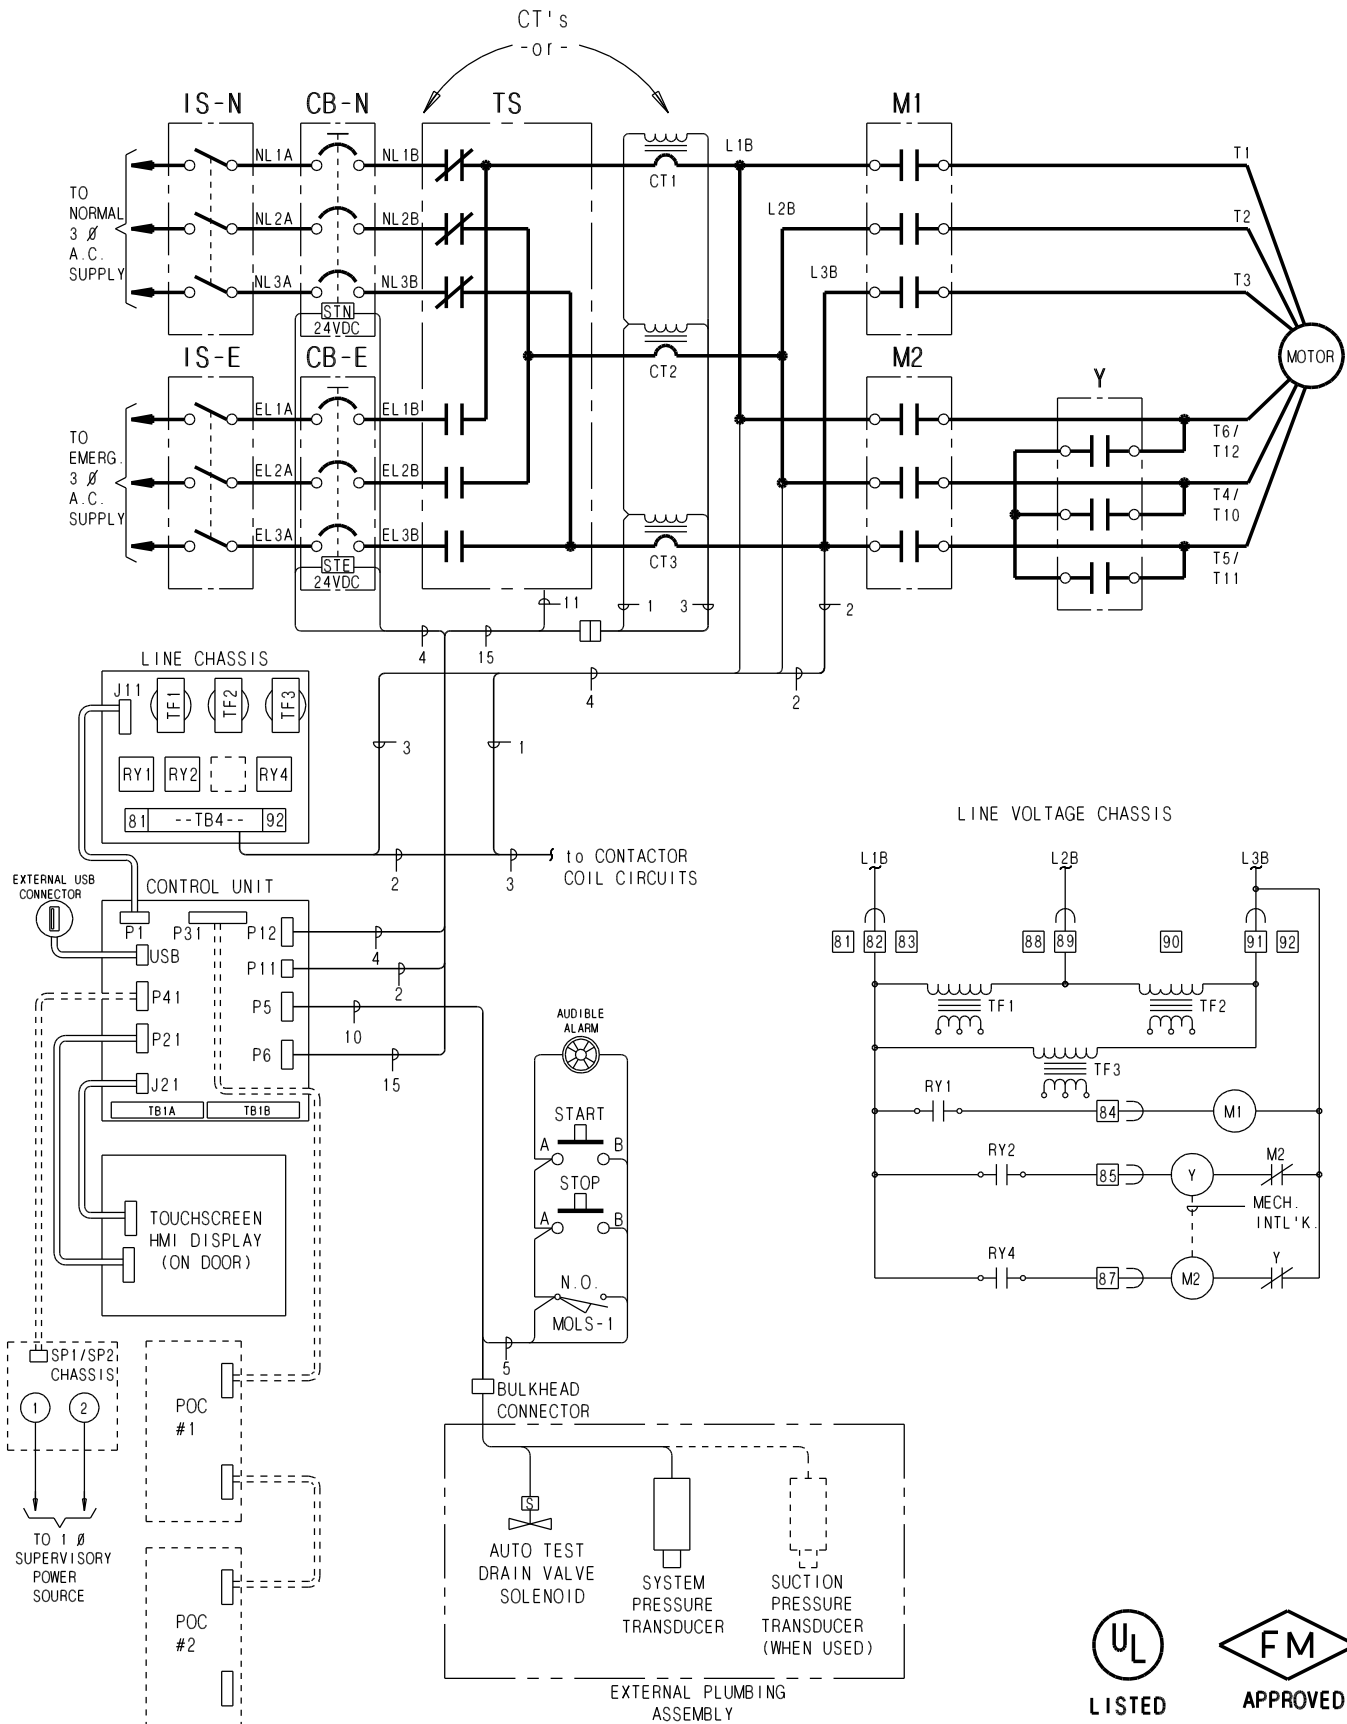 CT's
-or-
IS-N
CB-N
TS
M1
NL1A
NL1B
L1B
T1
CT1
TO
NORMAL
3 Ø
A.C.
SUPPLY
NL2A
NL2B
L2B
T2
NL3A
NL3B
L3B
T3
STN
24VDC
IS-E
CB-E
CT2
M2
Y
MOTOR
TO
EMERG.
3 Ø
A.C.
SUPPLY
EL1A
EL1B
T6/
T12
EL2A
EL2B
T4/
T10
EL3A
EL3B
CT3
T5/
T11
STE
24VDC
11
1
3
2
4
15
4
2
LINE CHASSIS
J11
TF1
TF2
TF3
3
1
RY1
RY2
RY4
81
--TB4--
92
2
3
to CONTACTOR
COIL CIRCUITS
EXTERNAL USB
CONNECTOR
CONTROL UNIT
P1
P31
P12
USB
4
P11
P41
2
P5
P21
10
P6
J21
15
TB1A
TB1B
TOUCHSCREEN
HMI DISPLAY
(ON DOOR)
AUDIBLE
ALARM
START
A
B
STOP
A
B
N.O.
MOLS-1
5
BULKHEAD
CONNECTOR
LINE VOLTAGE CHASSIS
L1B
L2B
L3B
81
82
83
88
89
90
91
92
TF1
TF2
TF3
RY1
84
M1
RY2
85
Y
M2
MECH.
INTL'K.
RY4
87
M2
Y
SP1/SP2
CHASSIS
1
2
TO 1 Ø
SUPERVISORY
POWER
SOURCE
POC
#1
POC
#2
S
AUTO TEST
DRAIN VALVE
SOLENOID
SYSTEM
PRESSURE
TRANSDUCER
SUCTION
PRESSURE
TRANSDUCER
(WHEN USED)
EXTERNAL PLUMBING
ASSEMBLY
UL
LISTED
FM
APPROVED